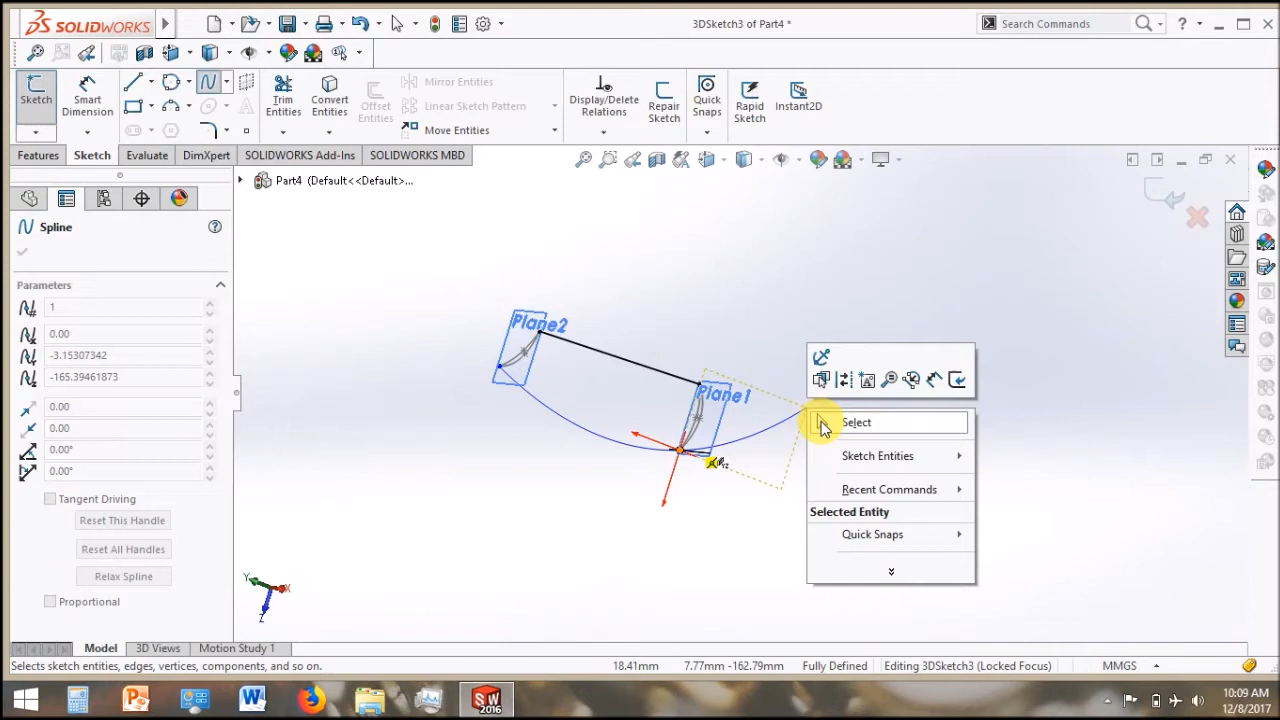 SOLIDWORKS
3DSketch3 of Part4 *
Search Commands
?
Sketch
Smart Dimension
Trim Entities
Convert Entities
Offset Entities
Mirror Entities
Linear Sketch Pattern
Move Entities
Display/Delete Relations
Repair Sketch
Quick Snaps
Rapid Sketch
Instant2D
Features
Sketch
Evaluate
DimXpert
SOLIDWORKS Add-Ins
SOLIDWORKS MBD
Part4 (Default<<Default>...
Spline
?
Parameters
1
0.00
-3.15307342
-165.39461873
0.00
0.00
0.00°
0.00°
Tangent Driving
Reset This Handle
Reset All Handles
Relax Spline
Proportional
Plane2
Plane1
Select
Sketch Entities
Recent Commands
Selected Entity
Quick Snaps
Y
X
Z
Model
3D Views
Motion Study 1
Selects sketch entities, edges, vertices, components, and so on.
18.41mm
7.77mm -162.79mm
Fully Defined
Editing 3DSketch3 (Locked Focus)
MMGS
SW
2016
10:09 AM
12/8/2017